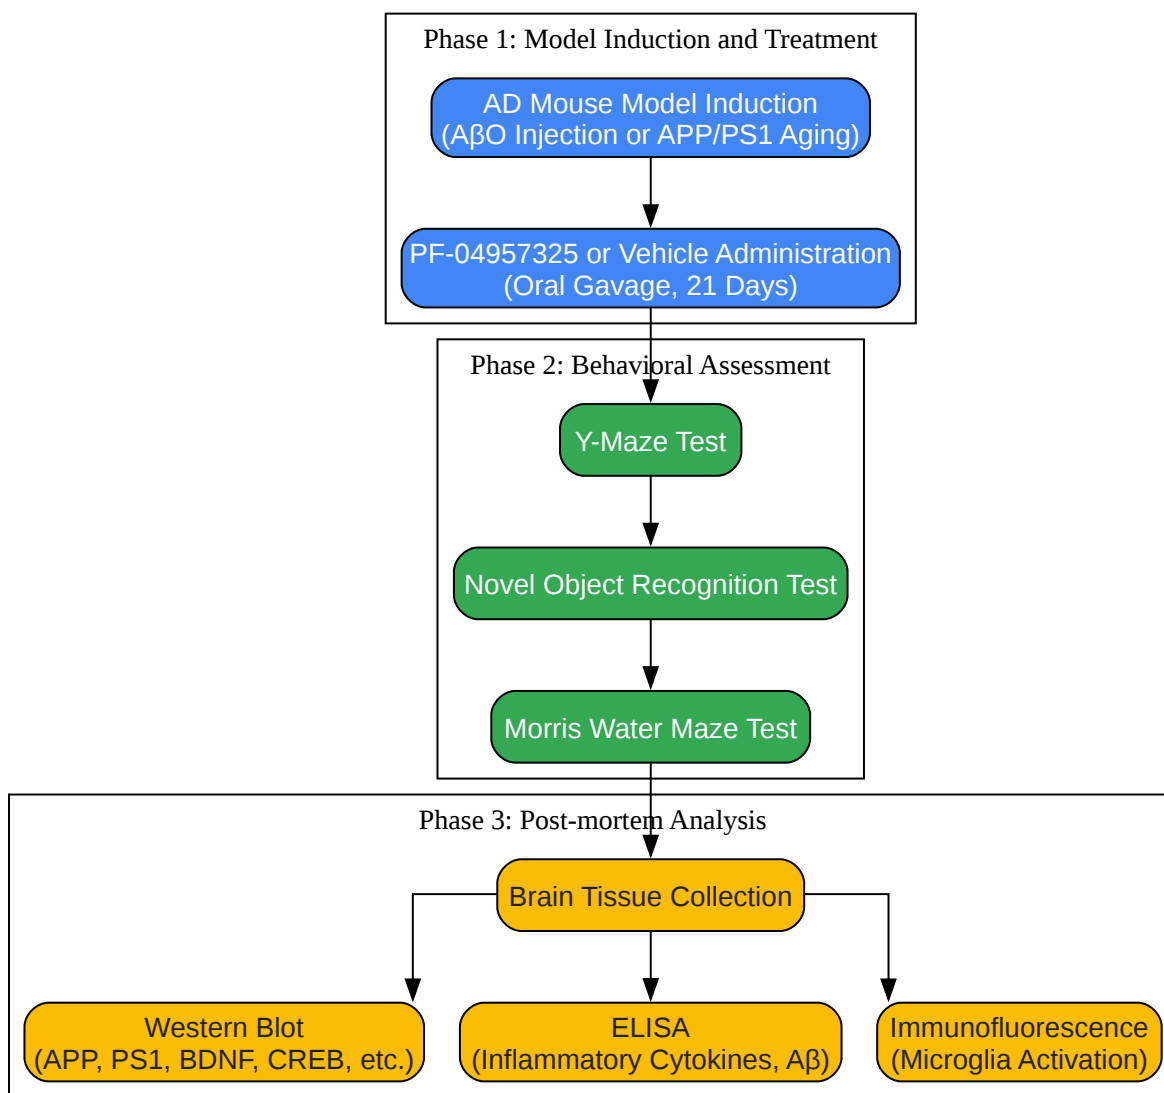 Phase 1: Model Induction and Treatment
AD Mouse Model Induction
(AβO Injection or APP/PS1 Aging)
PF-04957325 or Vehicle Administration
(Oral Gavage, 21 Days)
Phase 2: Behavioral Assessment
Y-Maze Test
Novel Object Recognition Test
Morris Water Maze Test
Phase 3: Post-mortem Analysis
Brain Tissue Collection
Western Blot
(APP, PS1, BDNF, CREB, etc.)
ELISA
(Inflammatory Cytokines, Aβ)
Immunofluorescence
(Microglia Activation)